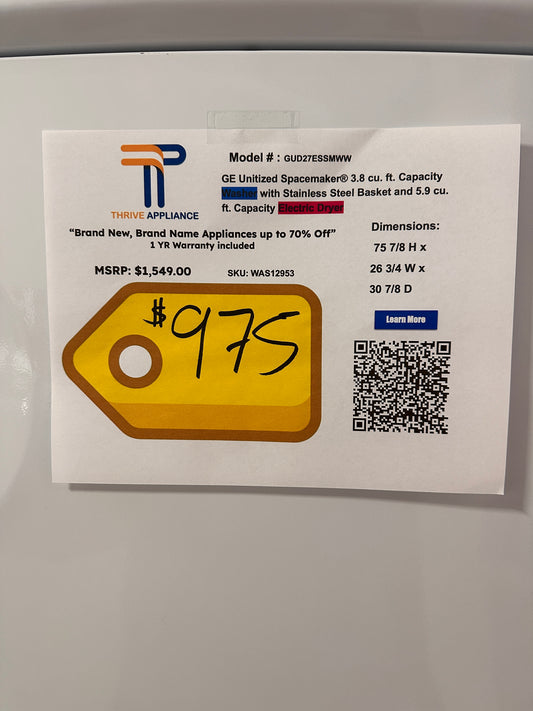 Model # : GUD27ESSMWW
GE Unitized Spacemaker® 3.8 cu. ft. Capacity
Washer with Stainless Steel Basket and 5.9 cu.
ft. Capacity Electric Dryer
THRIVE APPLIANCE
"Brand New, Brand Name Appliances up to 70% Off"
1 YR Warranty included
MSRP: $1,549.00
SKU: WAS12953
$975
Dimensions:
75 7/8 H x
26 3/4 W x
30 7/8 D
Learn More